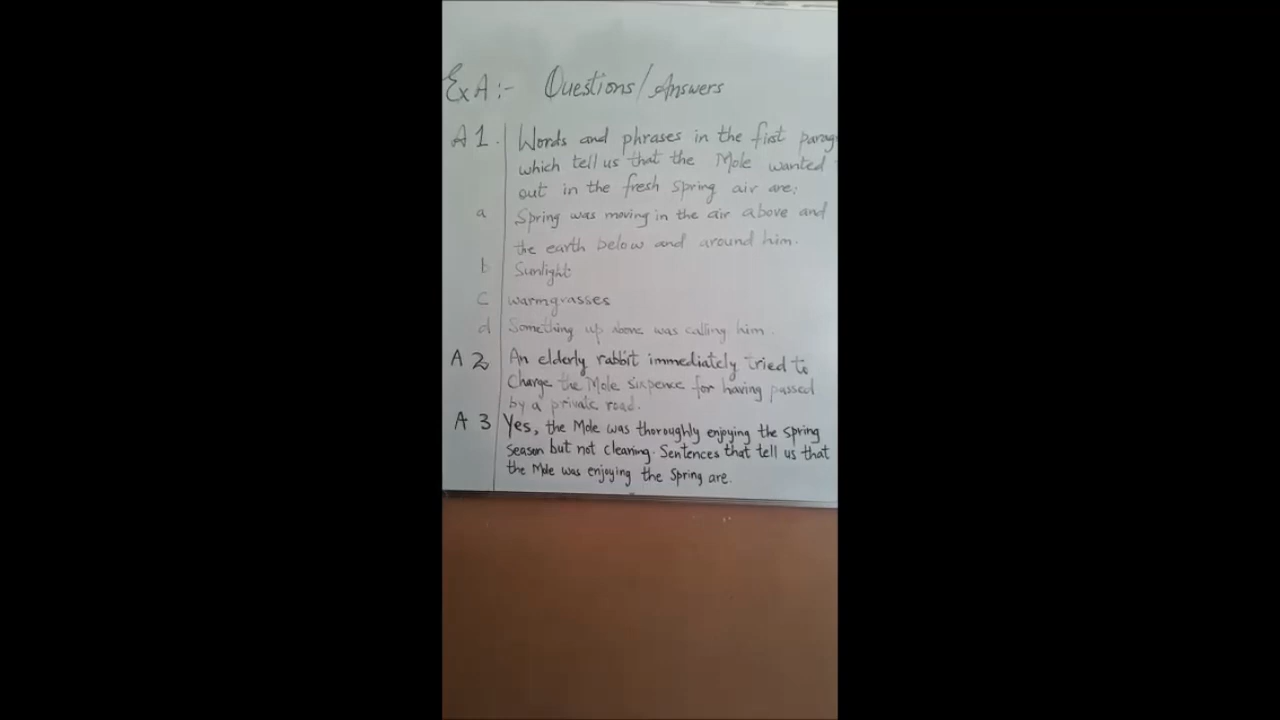 Ex A :- Questions/Answers
A 1. Words and phrases in the first parag
which tell us that the Mole wanted
out in the fresh spring air are;
a Spring was moving in the air above and
the earth below and around him.
b Sunlight
c warmgrasses
d Something up above was calling him.
A 2 An elderly rabbit immediately tried to
Charge the Mole sixpence for having passed
by a private road.
A 3 Yes, the Mole was thoroughly enjoying the spring
season but not clearing. Sentences that tell us that
the Mole was enjoying the Spring are.